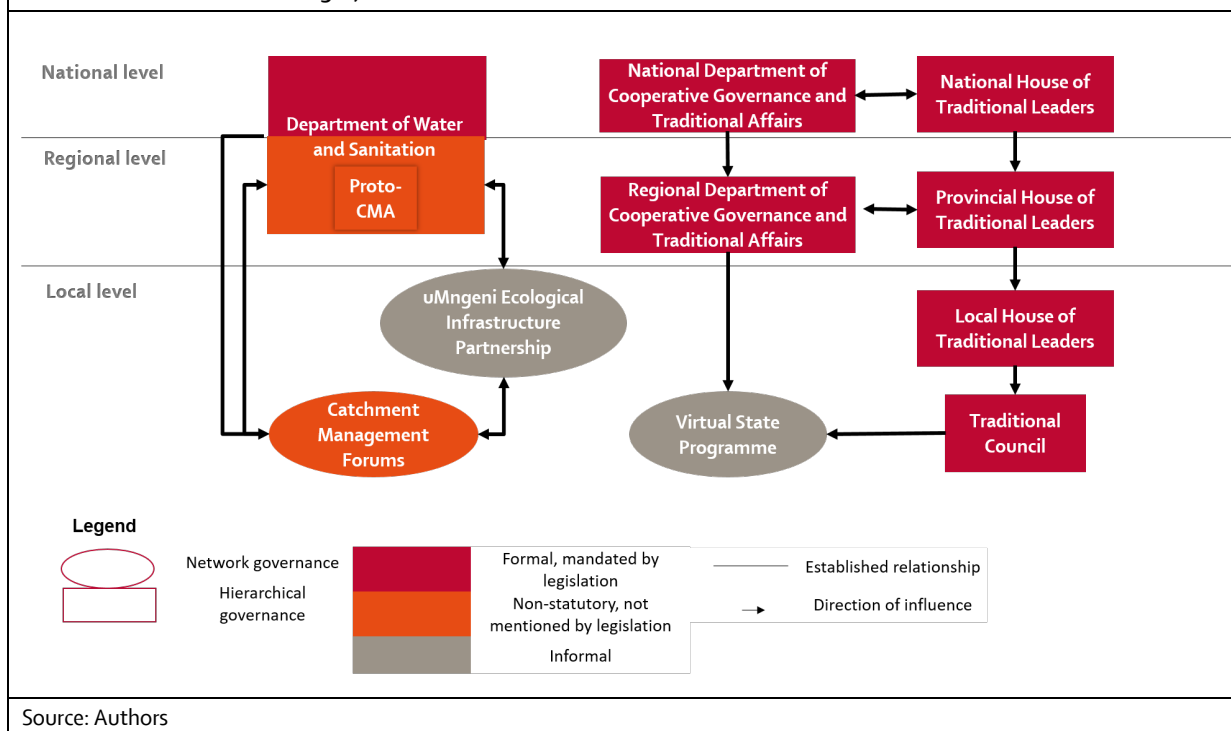 National level
Department of Water
and Sanitation
Proto-
CMA
National Department of
Cooperative Governance and
Traditional Affairs
National House of
Traditional Leaders
Regional level
Regional Department of
Cooperative Governance and
Traditional Affairs
Provincial House of
Traditional Leaders
Local level
uMngeni Ecological
Infrastructure
Partnership
Local House of
Traditional Leaders
Catchment
Management
Forums
Virtual State
Programme
Traditional
Council
Legend
Network governance
Hierarchical
governance
Formal, mandated by
legislation
Non-statutory, not
mentioned by legislation
Informal
Established relationship
Direction of influence
Source: Authors